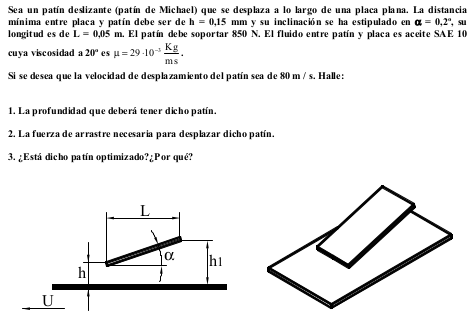 Sea un patín deslizante (patín de Michael) que se desplaza a lo largo de una placa plana. La distancia
mínima entre placa y patín debe ser de h = 0,15 mm y su inclinación se ha estipulado en α = 0,2º, su
longitud es de L = 0,05 m. El patín debe soportar 850 N. El fluido entre patín y placa es aceite SAE 10
cuya viscosidad a 20º es μ = 29·10⁻³ Kg/ms .
Si se desea que la velocidad de desplazamiento del patín sea de 80 m / s. Halle:
1. La profundidad que deberá tener dicho patín.
2. La fuerza de arrastre necesaria para desplazar dicho patín.
3. ¿Está dicho patín optimizado?¿Por qué?
L
α
h
h1
U